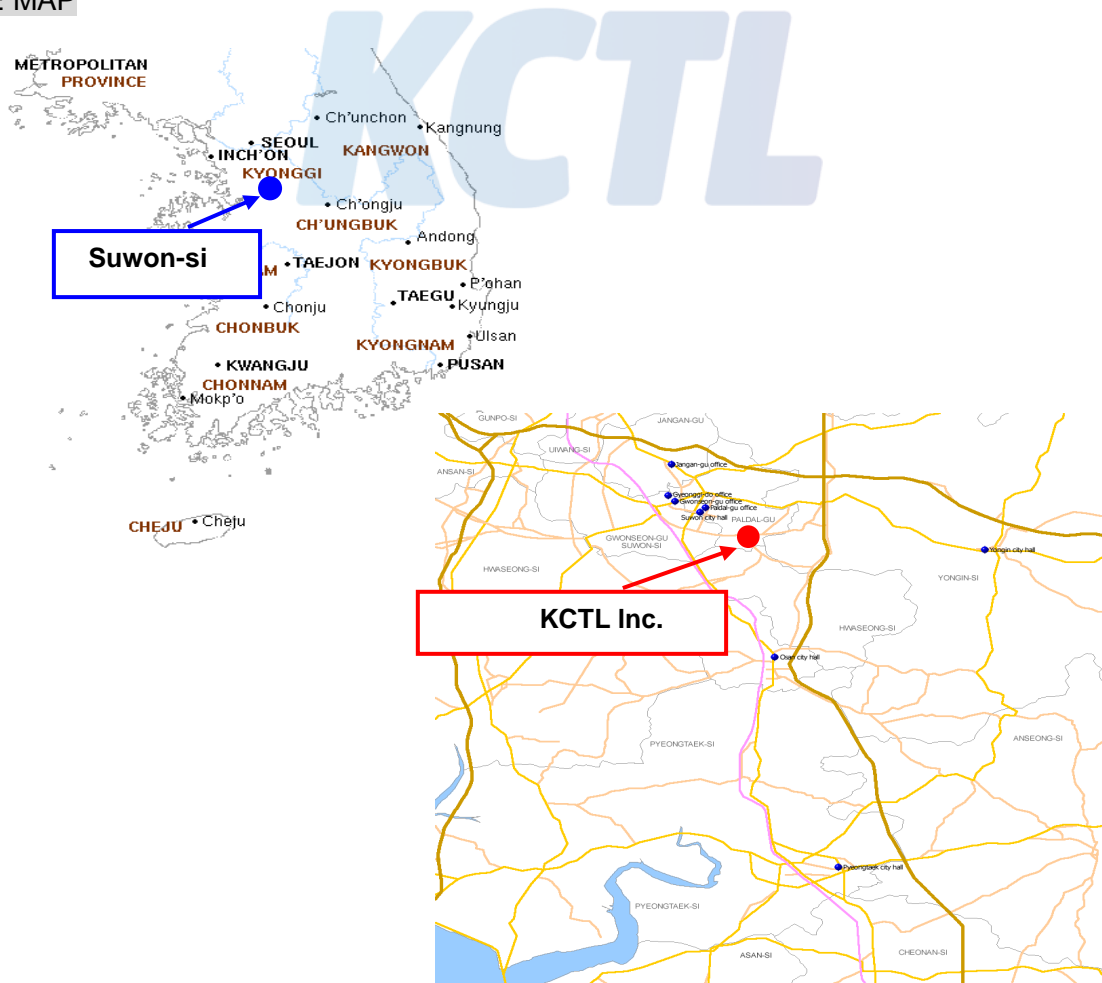 E MAP
KCTL
METROPOLITAN
PROVINCE
Ch'unchon
Kangnung
SEOUL
INCH'ON
KANGWON
KYONGGI
Ch'ongju
CH'UNGBUK
Andong
Suwon-si
AM
TAEJON
KYONGBUK
P'ohan
TAEGU
Kyungju
Chonju
CHONBUK
Ulsan
KYONGNAM
KWANGJU
PUSAN
CHONNAM
Mokp'o
CHEJU
Cheju
GUNPO-SI
JANGAN-GU
UIWANG-SI
Jangan-gu office
ANSAN-SI
Gyeonggi-do office
Gwonseon-gu office
Paldal-gu office
Suwon city hall
PALDAL-GU
GWONSEON-GU
SUWON-SI
Yongin city hall
HWASEONG-SI
YONGIN-SI
KCTL Inc.
HWASEONG-SI
Osan city hall
PYEONGTAEK-SI
ANSEONG-SI
Pyeongtaek city hall
PYEONGTAEK-SI
ASAN-SI
CHEONAN-SI